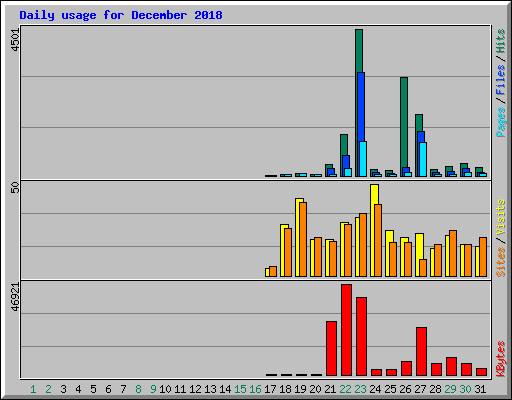 Daily usage for December 2018
4501
Pages / Files / Hits
50
Sites / Visits
46921
KBytes
1 2 3 4 5 6 7 8 9 10 11 12 13 14 15 16 17 18 19 20 21 22 23 24 25 26 27 28 29 30 31